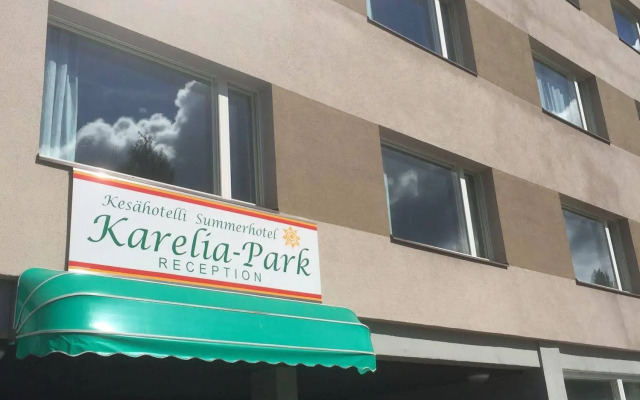 Kesähotelli Summerhotel
Karelia-Park
RECEPTION